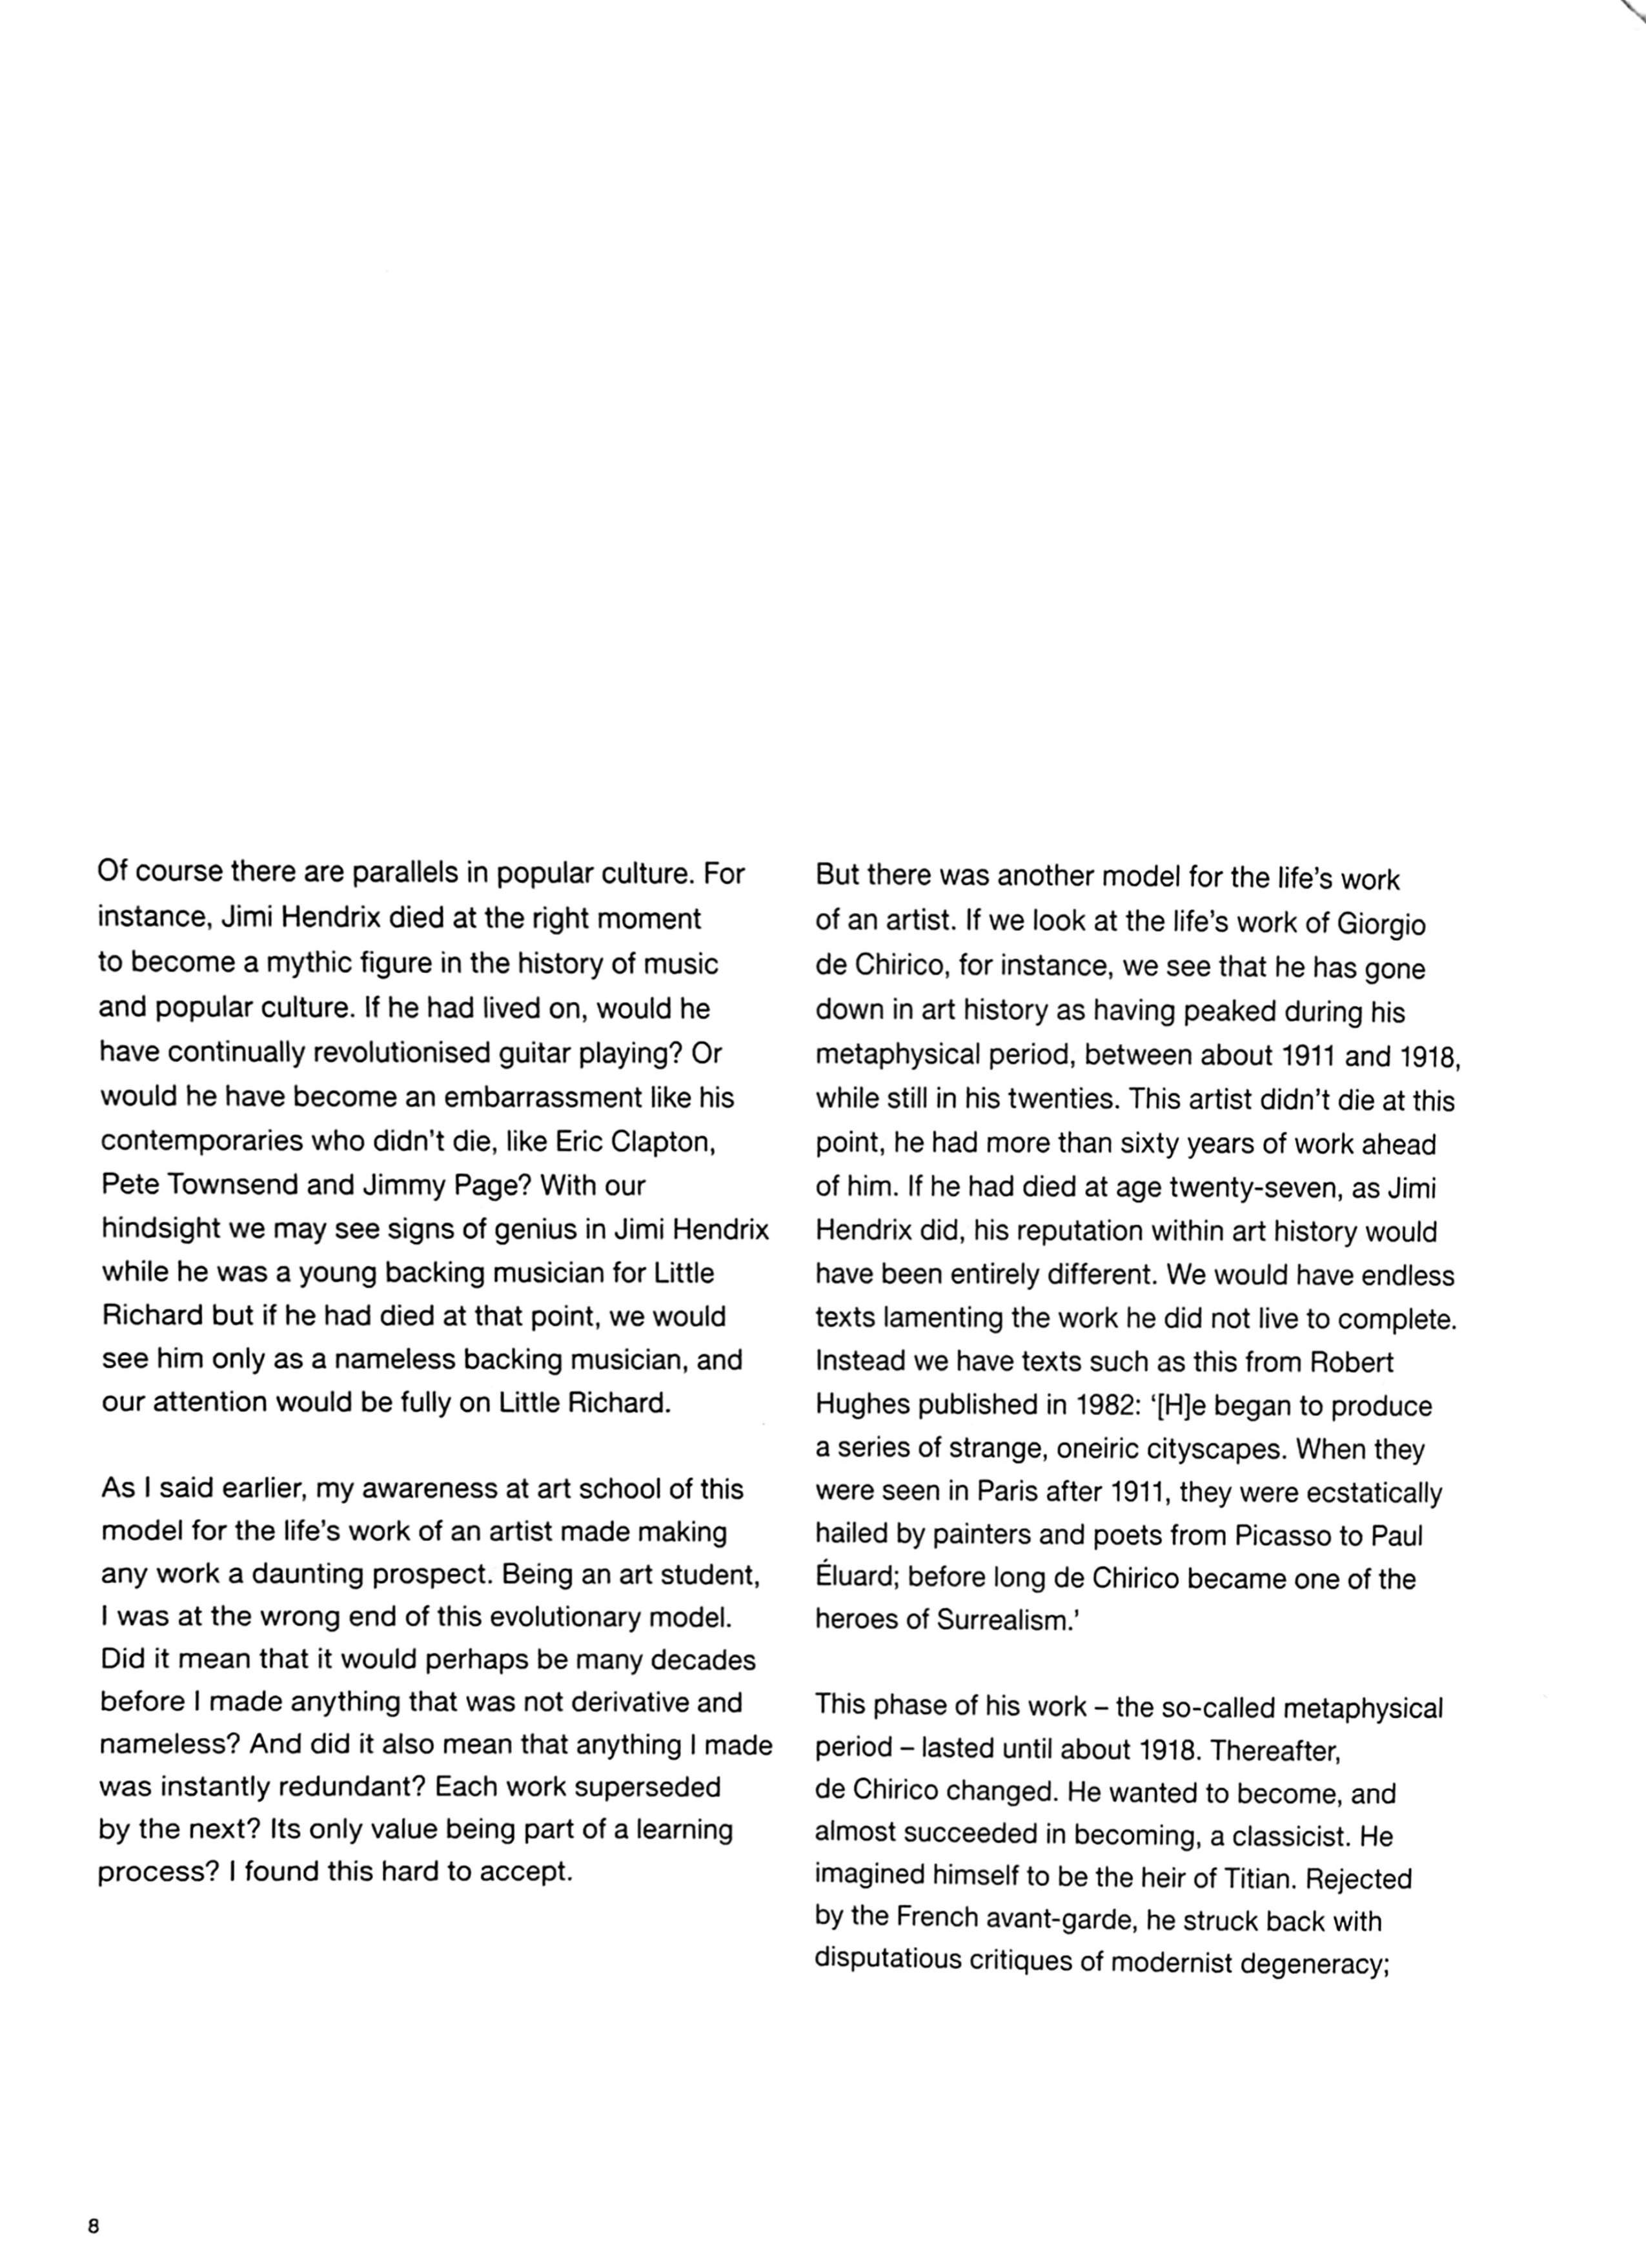 Of course there are parallels in popular culture. For
instance, Jimi Hendrix died at the right moment
to become a mythic figure in the history of music
and popular culture. If he had lived on, would he
have continually revolutionised guitar playing? Or
would he have become an embarrassment like his
contemporaries who didn’t die, like Eric Clapton,
Pete Townsend and Jimmy Page? With our
hindsight we may see signs of genius in Jimi Hendrix
while he was a young backing musician for Little
Richard but if he had died at that point, we would
see him only as a nameless backing musician, and
our attention would be fully on Little Richard.

As I said earlier, my awareness at art school of this
model for the life’s work of an artist made making
any work a daunting prospect. Being an art student,
I was at the wrong end of this evolutionary model.
Did it mean that it would perhaps be many decades
before I made anything that was not derivative and
nameless? And did it also mean that anything I made
was instantly redundant? Each work superseded
by the next? Its only value being part of a learning
process? I found this hard to accept.

But there was another model for the life’s work
of an artist. If we look at the life’s work of Giorgio
de Chirico, for instance, we see that he has gone
down in art history as having peaked during his
metaphysical period, between about 1911 and 1918,
while still in his twenties. This artist didn’t die at this
point, he had more than sixty years of work ahead
of him. If he had died at age twenty-seven, as Jimi
Hendrix did, his reputation within art history would
have been entirely different. We would have endless
texts lamenting the work he did not live to complete.
Instead we have texts such as this from Robert
Hughes published in 1982: ‘[H]e began to produce
a series of strange, oneiric cityscapes. When they
were seen in Paris after 1911, they were ecstatically
hailed by painters and poets from Picasso to Paul
Éluard; before long de Chirico became one of the
heroes of Surrealism.’

This phase of his work – the so-called metaphysical
period – lasted until about 1918. Thereafter,
de Chirico changed. He wanted to become, and
almost succeeded in becoming, a classicist. He
imagined himself to be the heir of Titian. Rejected
by the French avant-garde, he struck back with
disputatious critiques of modernist degeneracy;

8